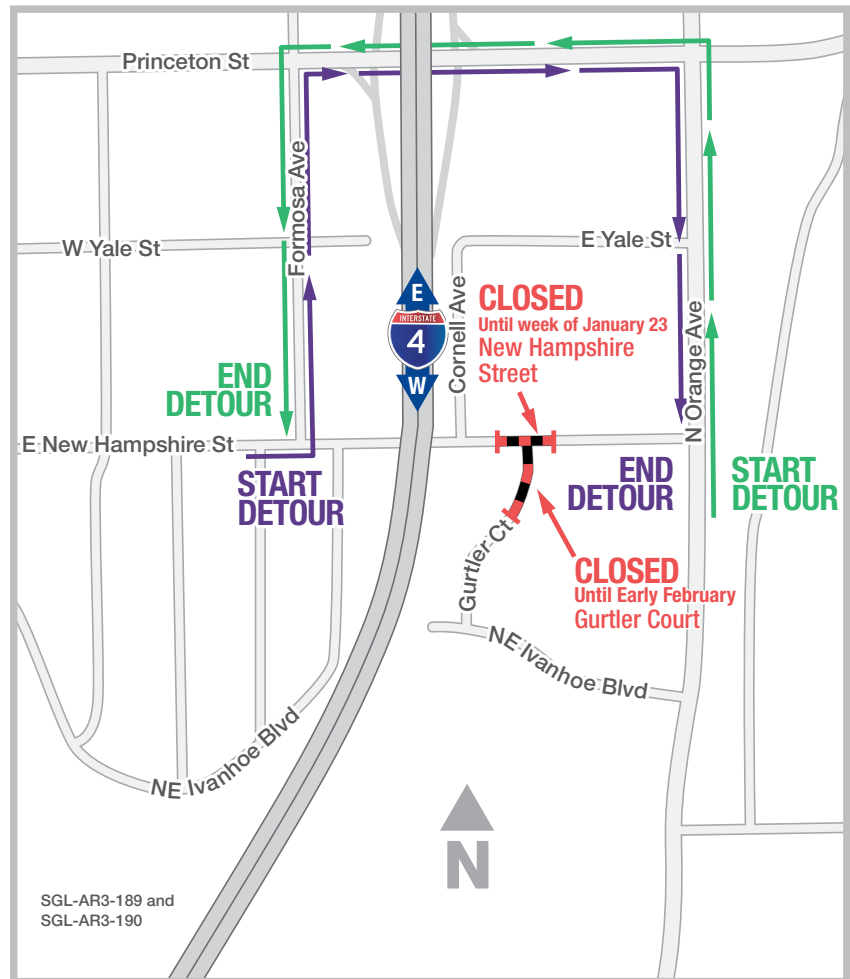 Princeton St
Formosa Ave
W Yale St
E Yale St
E
INTERSTATE
4
W
Cornell Ave
N Orange Ave
CLOSED
Until week of January 23
New Hampshire
Street
END
DETOUR
E New Hampshire St
START
DETOUR
END
DETOUR
START
DETOUR
Gurtler Ct
CLOSED
Until Early February
Gurtler Court
NE Ivanhoe Blvd
NE Ivanhoe Blvd
N
SGL-AR3-189 and
SGL-AR3-190